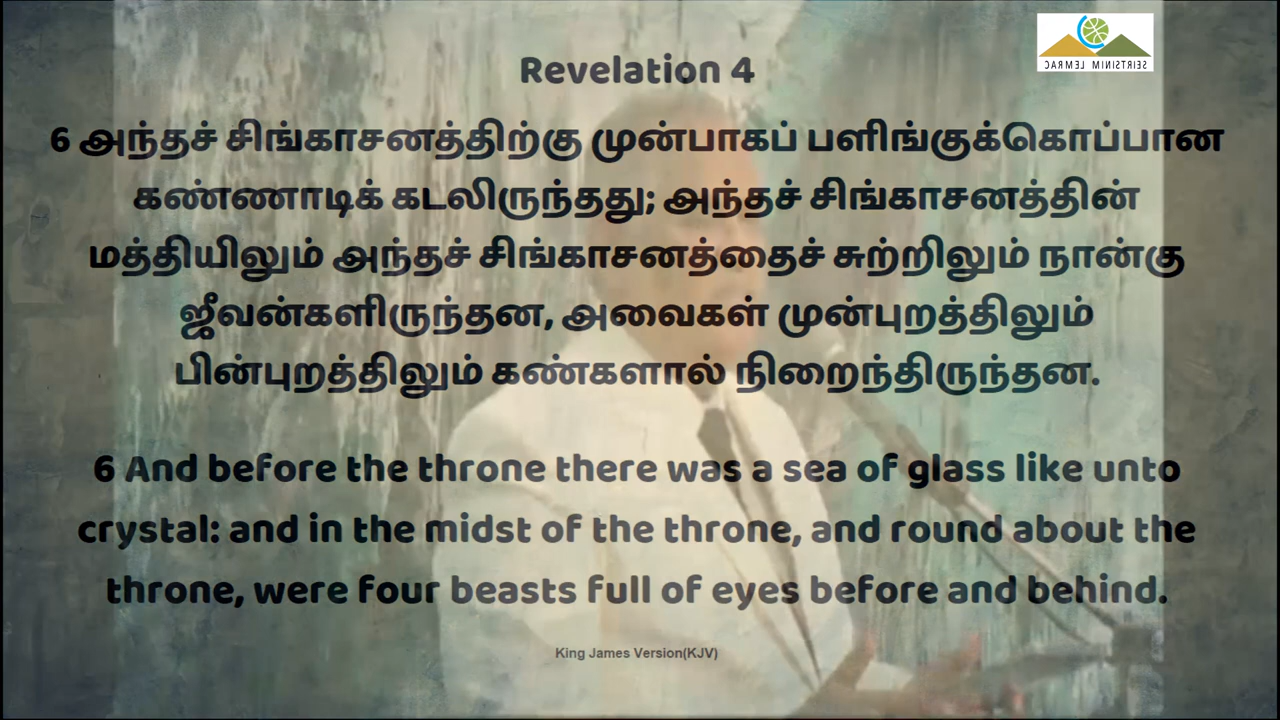 CARMEL MINISTRIES
Revelation 4
6 அந்தச் சிங்காசனத்திற்கு முன்பாகப் பளிங்குக்கொப்பான
கண்ணாடிக் கடலிருந்தது; அந்தச் சிங்காசனத்தின்
மத்தியிலும் அந்தச் சிங்காசனத்தைச் சுற்றிலும் நான்கு
ஜீவன்களிருந்தன, அவைகள் முன்புறத்திலும்
பின்புறத்திலும் கண்களால் நிறைந்திருந்தன.
6 And before the throne there was a sea of glass like unto
crystal: and in the midst of the throne, and round about the
throne, were four beasts full of eyes before and behind.
King James Version(KJV)